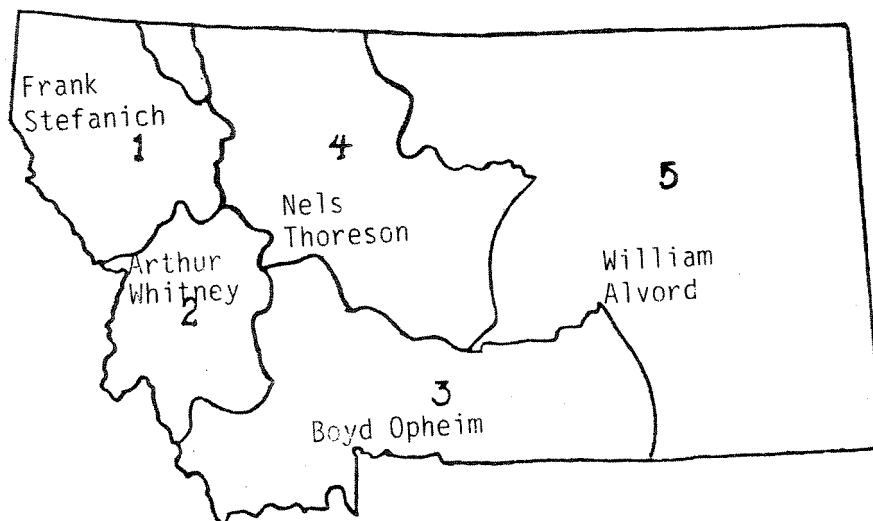 Frank
Stefanich
1
4
5
Nels
Thoreson
Arthur
Whitney
2
William
Alvord
3
Boyd Opheim